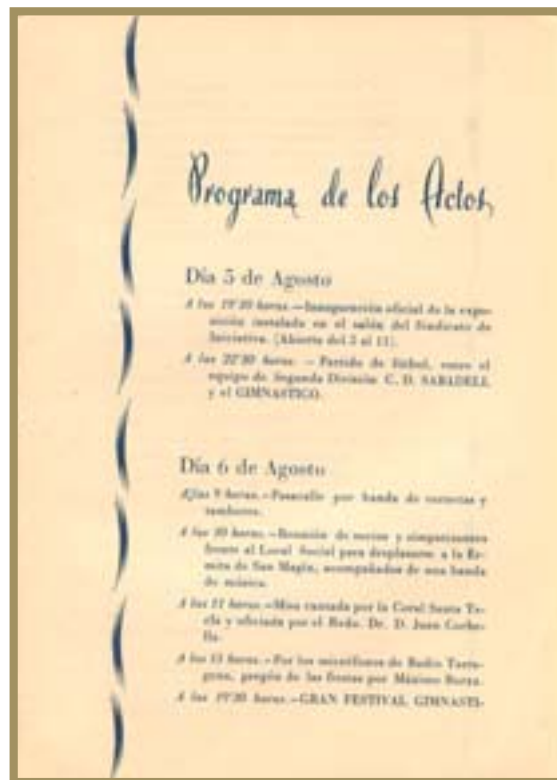 Programa de los Actos
Día 5 de Agosto
A las 19'30 horas.—Inauguración oficial de la expo-
sición instalada en el salón del Sindicato de
Iniciativa. (Abierta del 5 al 13).
A las 22'30 horas. — Partido de fútbol, entre el
equipo de Segunda División C. D. SABADELL
y el GIMNASTICO.
Día 6 de Agosto
A las 9 horas.—Pasacalle por banda de cornetas y
tambores.
A las 10 horas.—Reunión de socios y simpatizantes
frente al Local Social para desplazarse a la Er-
mita de San Magín, acompañados de una banda
de música.
A las 11 horas.—Misa cantada por la Coral Santa Te-
cla y oficiada por el Rvdo. Dr. D. Juan
A las 13 horas.—Por los micrófonos de Radio Tarra-
gona, pregón de las fiestas por Máximo Burxa.
A las 19'30 horas.—GRAN FESTIVAL GIMNASTI-